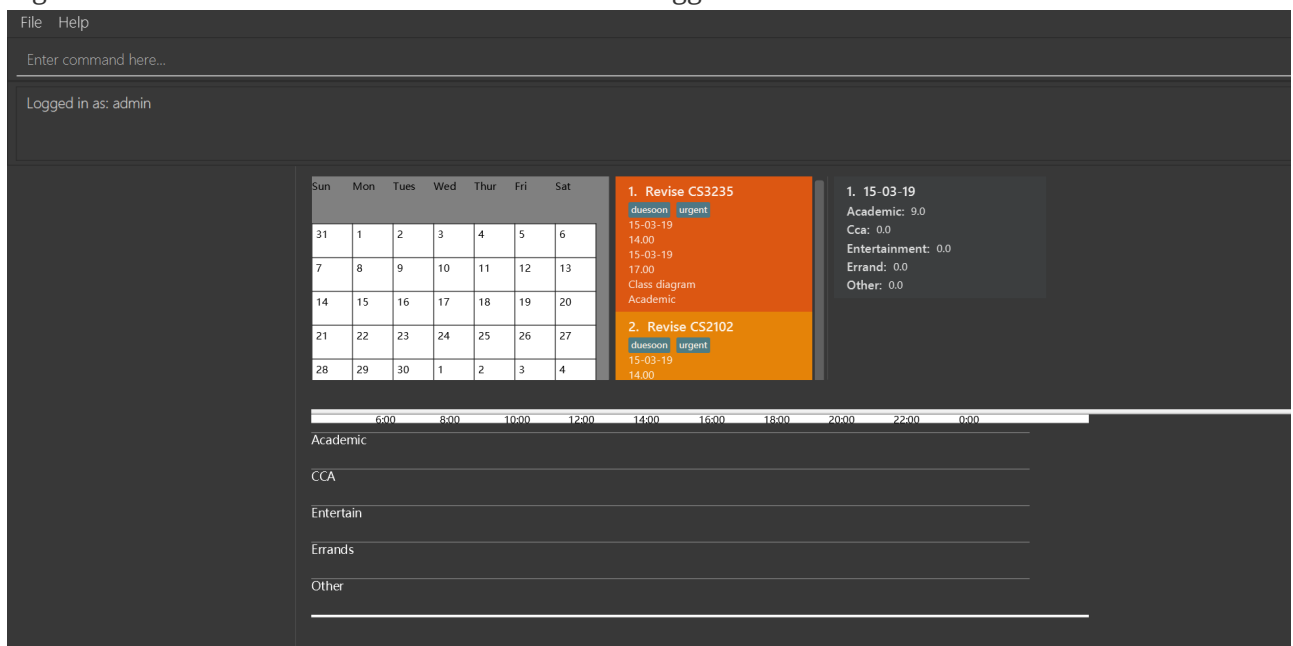 File Help
Enter command here...
Logged in as: admin
Sun Mon Tues Wed Thur Fri Sat
31 1 2 3 4 5 6
7 8 9 10 11 12 13
14 15 16 17 18 19 20
21 22 23 24 25 26 27
28 29 30 1 2 3 4
1. Revise CS3235
duesoon urgent
15-03-19
14.00
15-03-19
17.00
Class diagram
Academic
2. Revise CS2102
duesoon urgent
15-03-19
14.00
1. 15-03-19
Academic: 9.0
Cca: 0.0
Entertainment: 0.0
Errand: 0.0
Other: 0.0
6:00 8:00 10:00 12:00 14:00 16:00 18:00 20:00 22:00 0:00
Academic
CCA
Entertain
Errands
Other